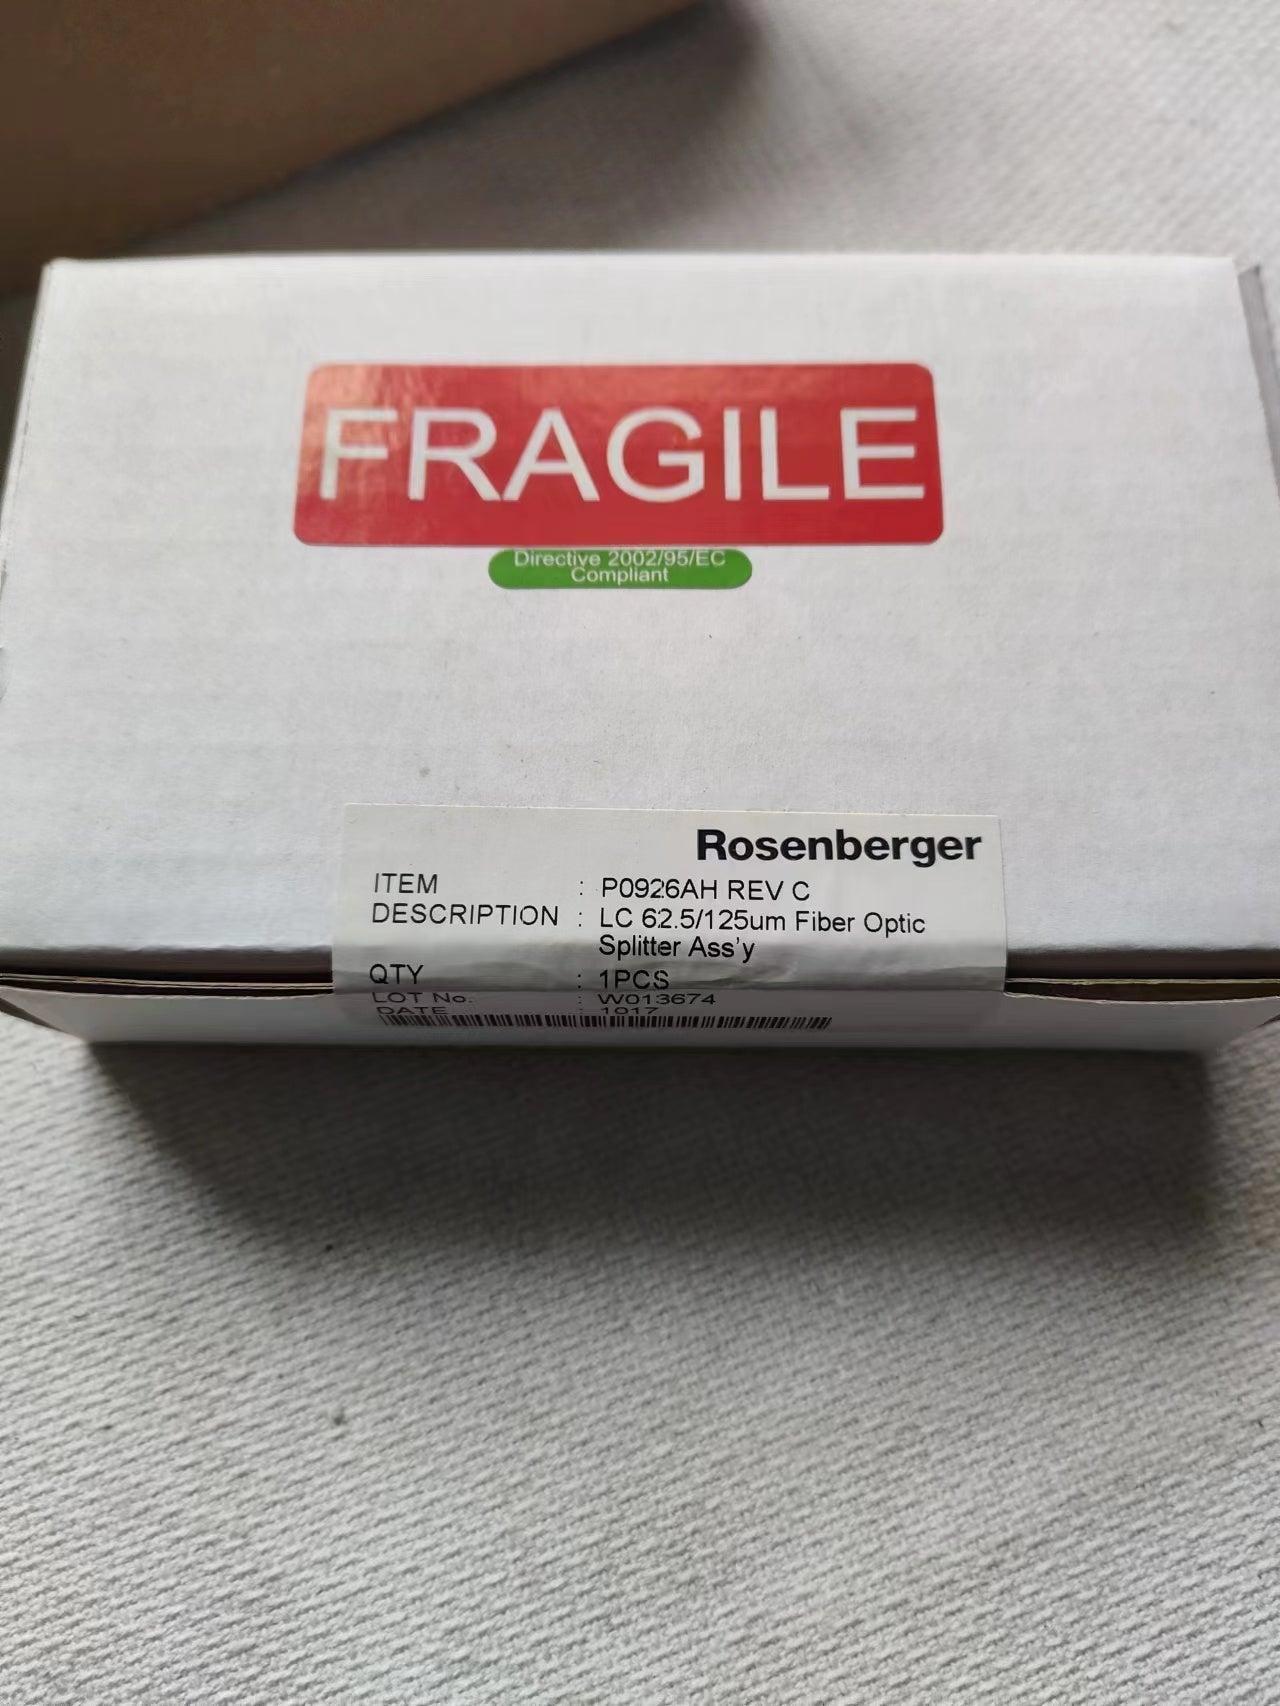 FRAGILE
Directive 2002/95/EC
Compliant
Rosenberger
ITEM : P0926AH REV C
DESCRIPTION : LC 62.5/125um Fiber Optic
Splitter Ass'y
QTY : 1PCS
LOT No. : W013674
DATE : 1017